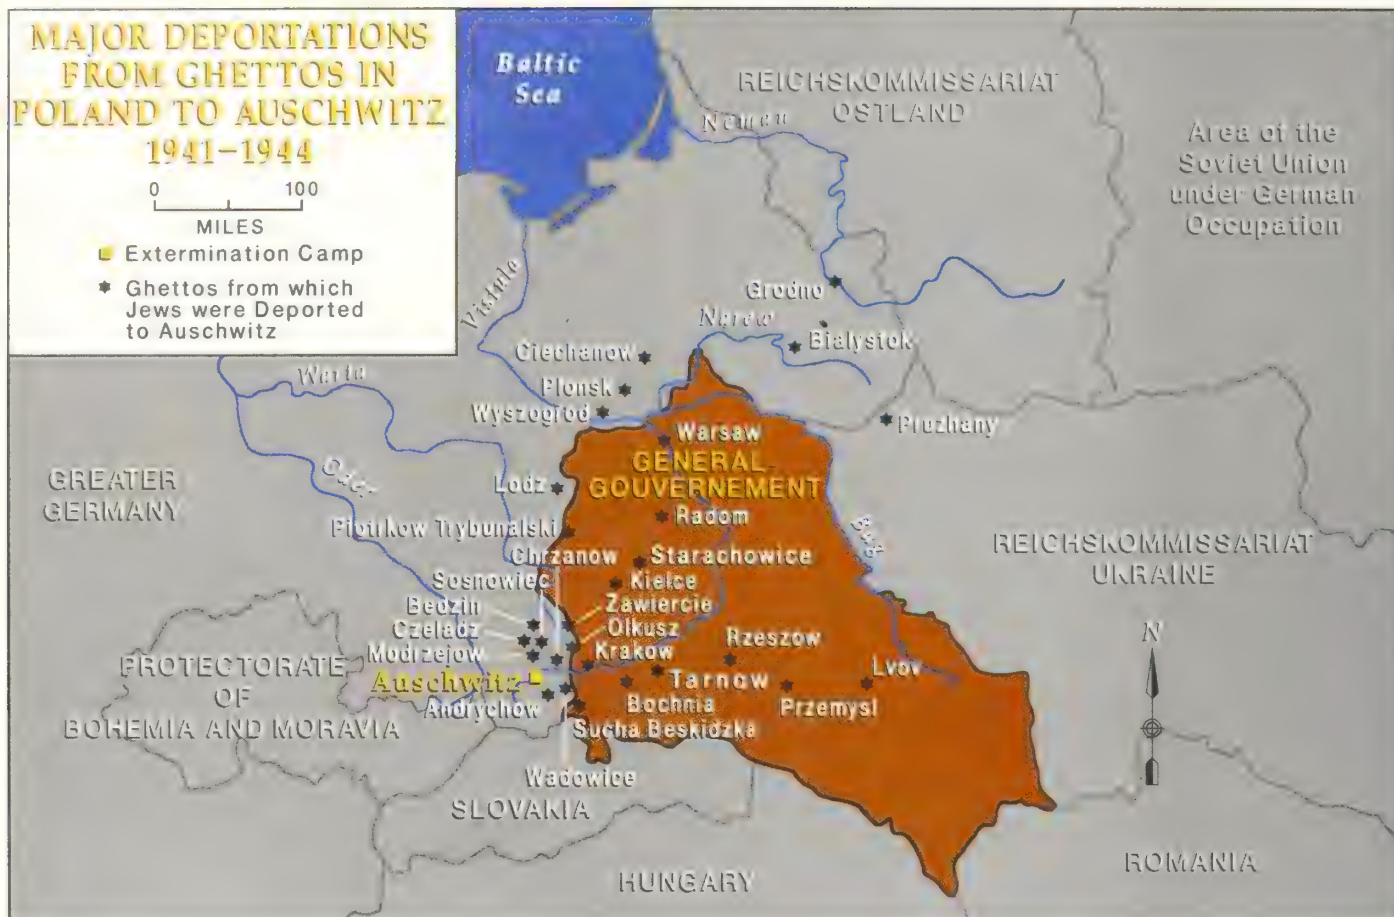 MAJOR DEPORTATIONS
FROM GHETTOS IN
POLAND TO AUSCHWITZ
1941–1944
0 100
MILES
Extermination Camp
Ghettos from which
Jews were Deported
to Auschwitz
Baltic
Sea
REICHSKOMMISSARIAT
OSTLAND
Neman
Area of the
Soviet Union
under German
Occupation
Vistula
Grodno
Narew
Bialystok
Ciechanow
Plonsk
Wyszogrod
Pruzhany
Warta
Warsaw
GENERAL-
GOUVERNEMENT
GREATER
GERMANY
Oder
Lodz
Radom
Bug
Piotrkow Trybunalski
Chrzanow
Starachowice
REICHSKOMMISSARIAT
UKRAINE
Sosnowiec
Kielce
Bedzin
Zawiercie
Czeladz
Olkusz
Modrzejow
Krakow
Rzeszow
N
PROTECTORATE
OF
BOHEMIA AND MORAVIA
Auschwitz
Tarnow
Lvov
Andrychow
Bochnia
Przemysl
Sucha Beskidzka
Wadowice
SLOVAKIA
HUNGARY
ROMANIA